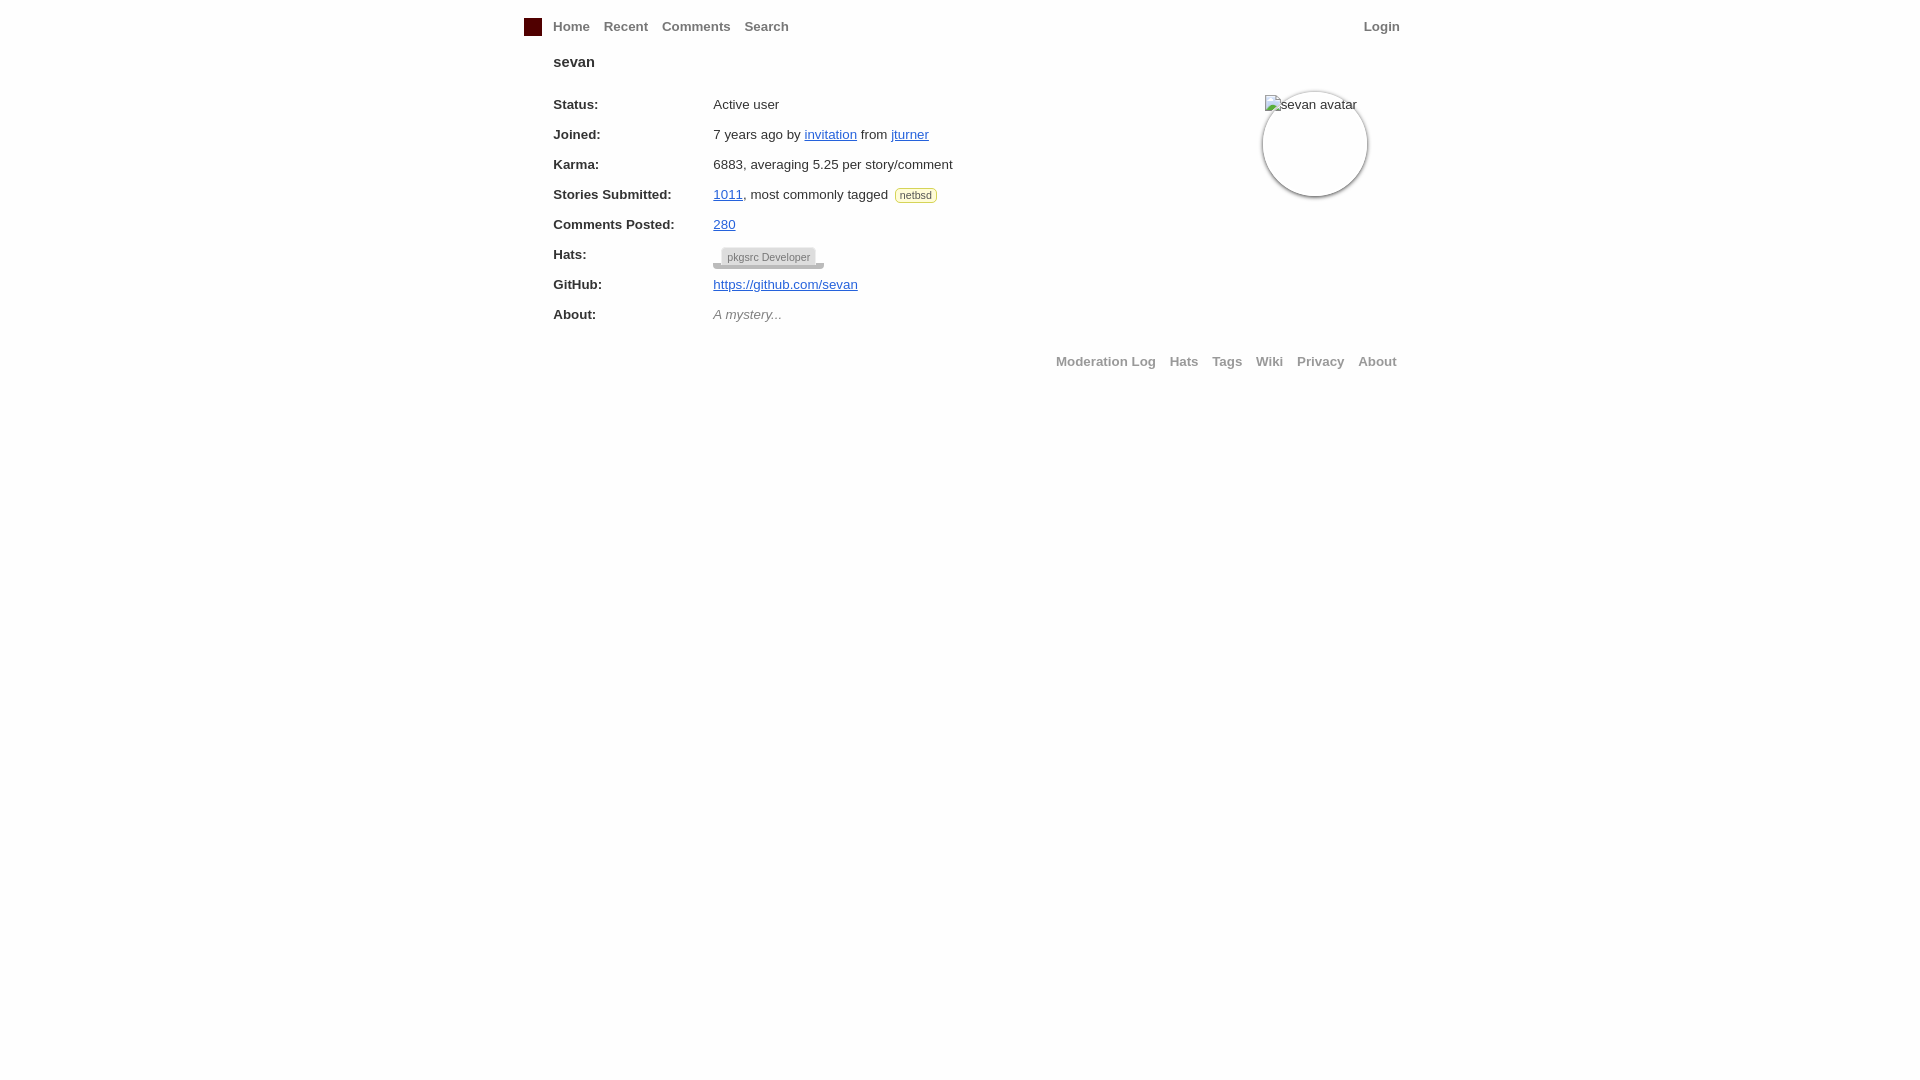 Home Recent Comments Search Login
sevan
Status: Active user
sevan avatar
Joined: 7 years ago by invitation from jturner
Karma: 6883, averaging 5.25 per story/comment
Stories Submitted: 1011, most commonly tagged netbsd
Comments Posted: 280
Hats: pkgsrc Developer
GitHub: https://github.com/sevan
About: A mystery...
Moderation Log Hats Tags Wiki Privacy About